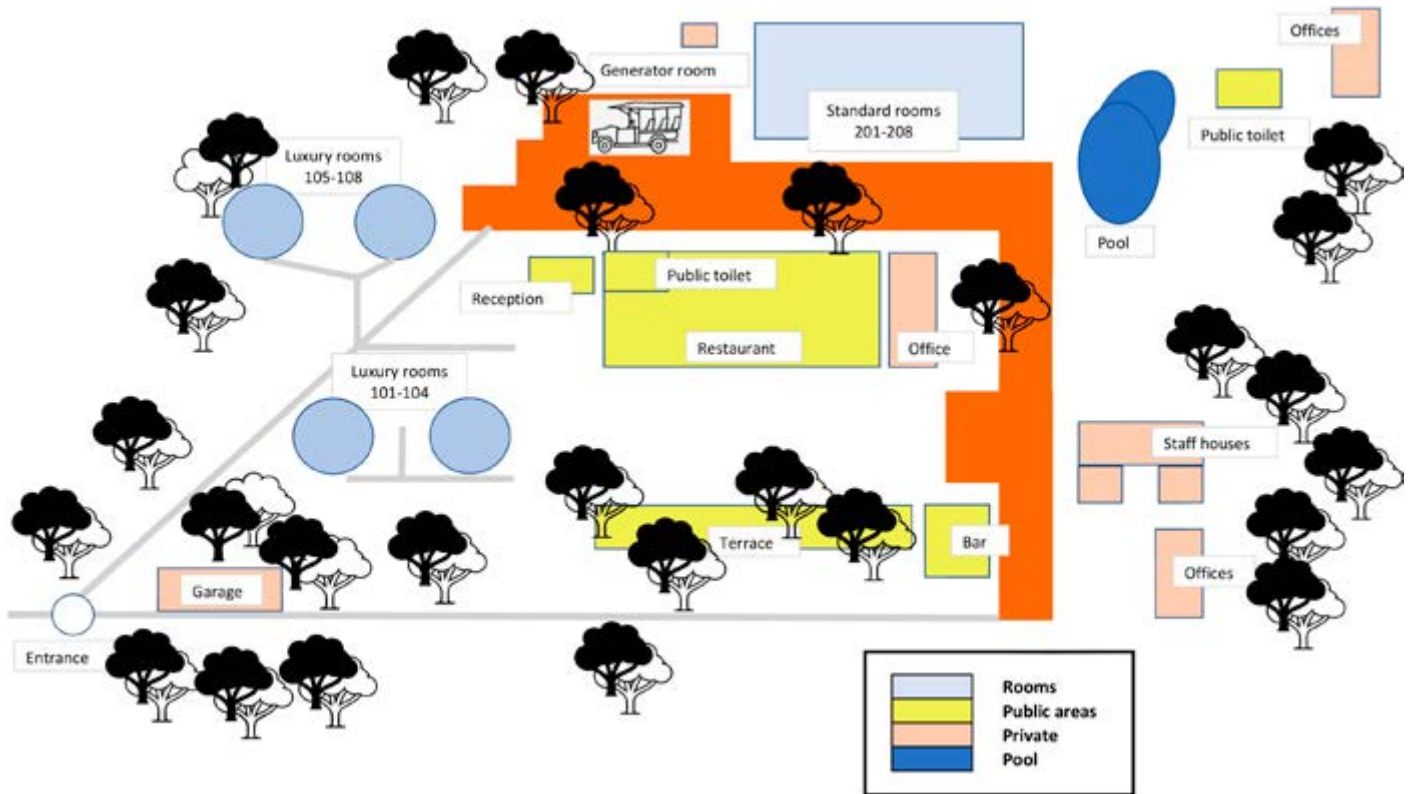 Offices
Generator room
Standard rooms
201-208
Public toilet
Luxury rooms
105-108
Pool
Public toilet
Reception
Restaurant
Office
Luxury rooms
101-104
Staff houses
Terrace
Bar
Offices
Garage
Entrance
Rooms
Public areas
Private
Pool